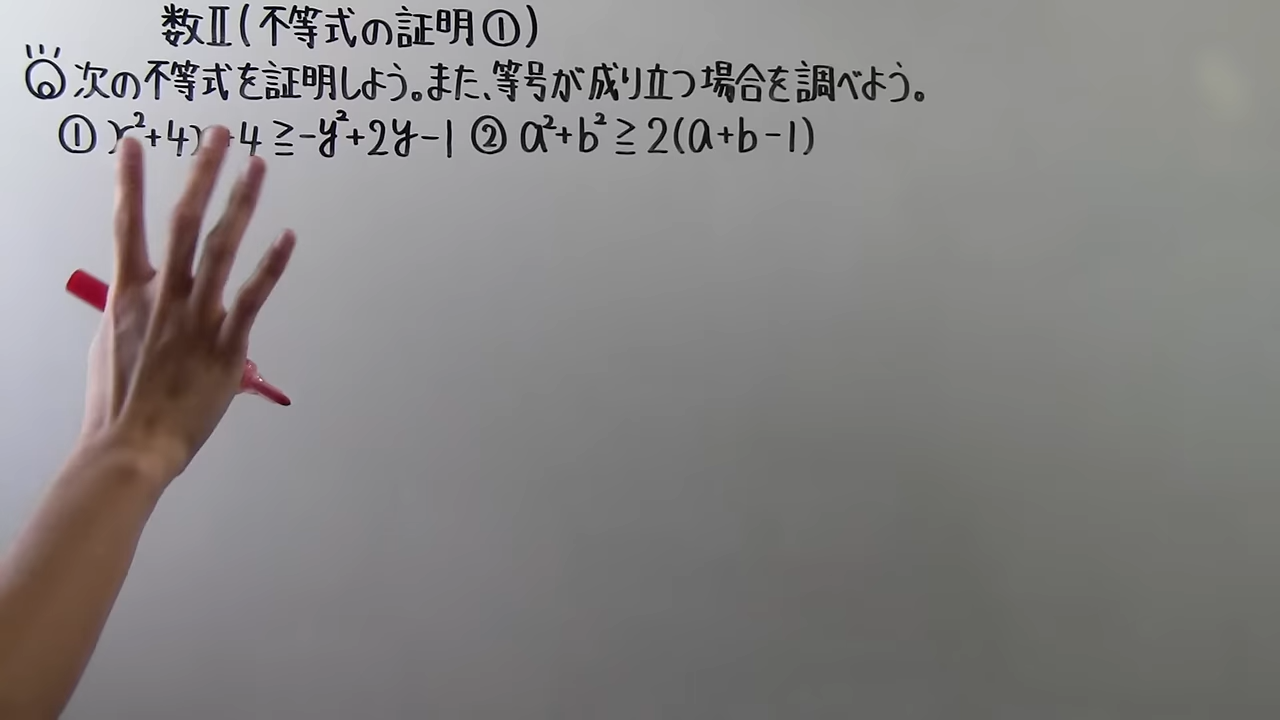 数Ⅱ(不等式の証明①)
次の不等式を証明しよう。また、等号が成り立つ場合を調べよう。
① x²+4x+4≧-y²+2y-1 ② a²+b²≧2(a+b-1)